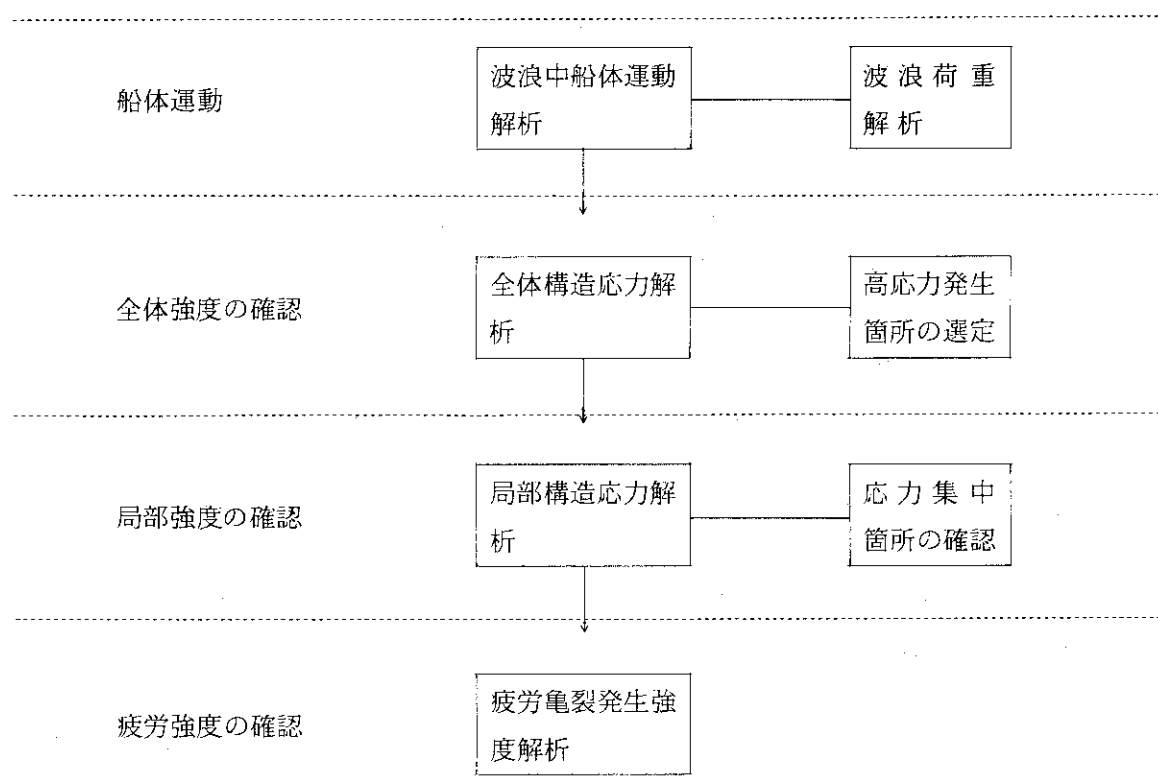 船体運動
波浪中船体運動
解析
波浪荷重
解析
全体強度の確認
全体構造応力解
析
高応力発生
箇所の選定
局部強度の確認
局部構造応力解
析
応力集中
箇所の確認
疲労強度の確認
疲労亀裂発生強
度解析